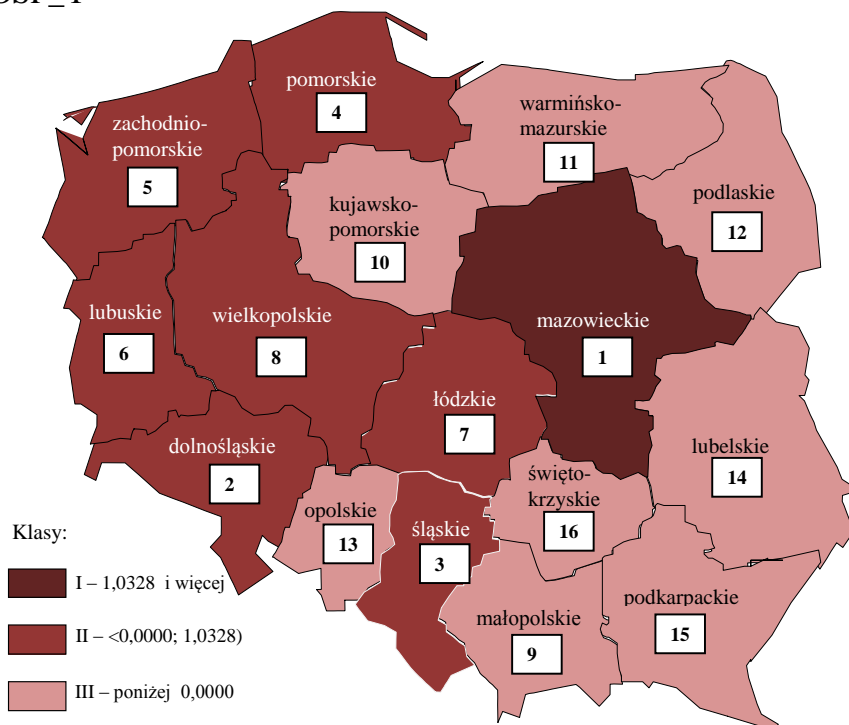 pomorskie
4
warmińsko-
mazurskie
11
zachodnio-
pomorskie
5
podlaskie
12
kujawsko-
pomorskie
10
lubuskie
6
wielkopolskie
8
mazowieckie
1
łódzkie
7
dolnośląskie
2
lubelskie
14
święto-
krzyskie
16
opolskie
13
śląskie
3
małopolskie
9
podkarpackie
15
Klasy:
I – 1,0328 i więcej
II – <0,0000; 1,0328)
III – poniżej 0,0000